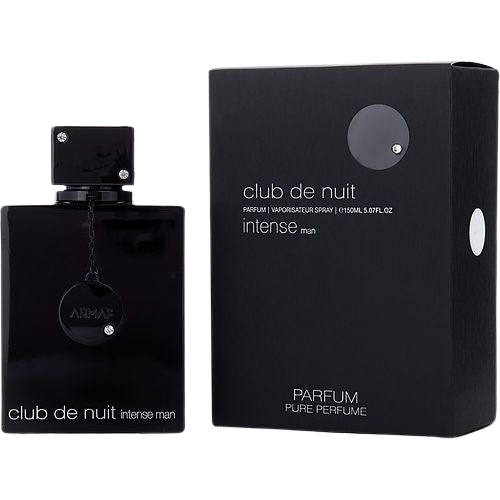 ARMAF
club de nuit intense man
club de nuit
PARFUM | VAPORISATEUR SPRAY | ℮150ML 5.07FL.OZ
intense man
PARFUM
PURE PERFUME